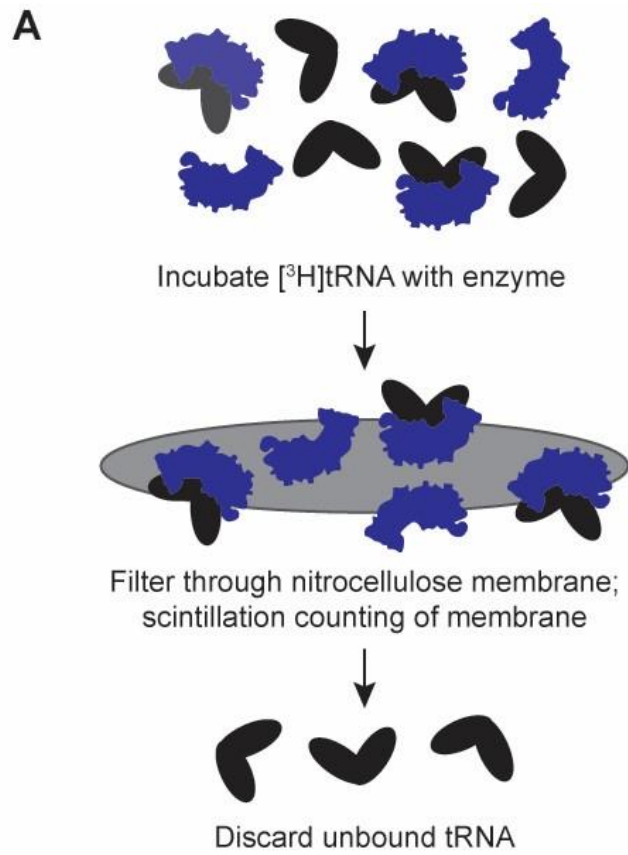 A
Incubate [³H]tRNA with enzyme
Filter through nitrocellulose membrane;
scintillation counting of membrane
Discard unbound tRNA